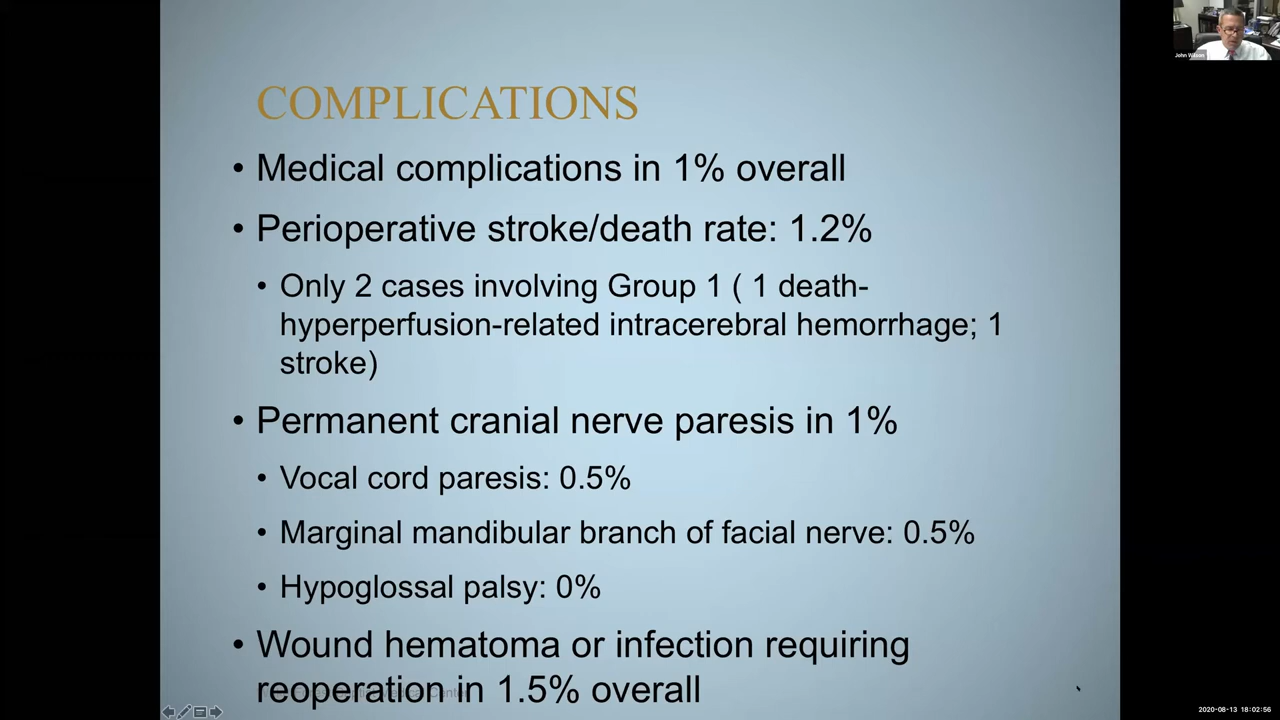 John Wilson
COMPLICATIONS
• Medical complications in 1% overall
• Perioperative stroke/death rate: 1.2%
• Only 2 cases involving Group 1 ( 1 death-
hyperperfusion-related intracerebral hemorrhage; 1
stroke)
• Permanent cranial nerve paresis in 1%
• Vocal cord paresis: 0.5%
• Marginal mandibular branch of facial nerve: 0.5%
• Hypoglossal palsy: 0%
• Wound hematoma or infection requiring
reoperation in 1.5% overall
2020-08-13 18:02:56